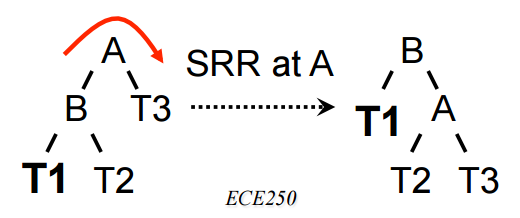 A
B T3
T1 T2
SRR at A
B
T1 A
T2 T3
ECE250